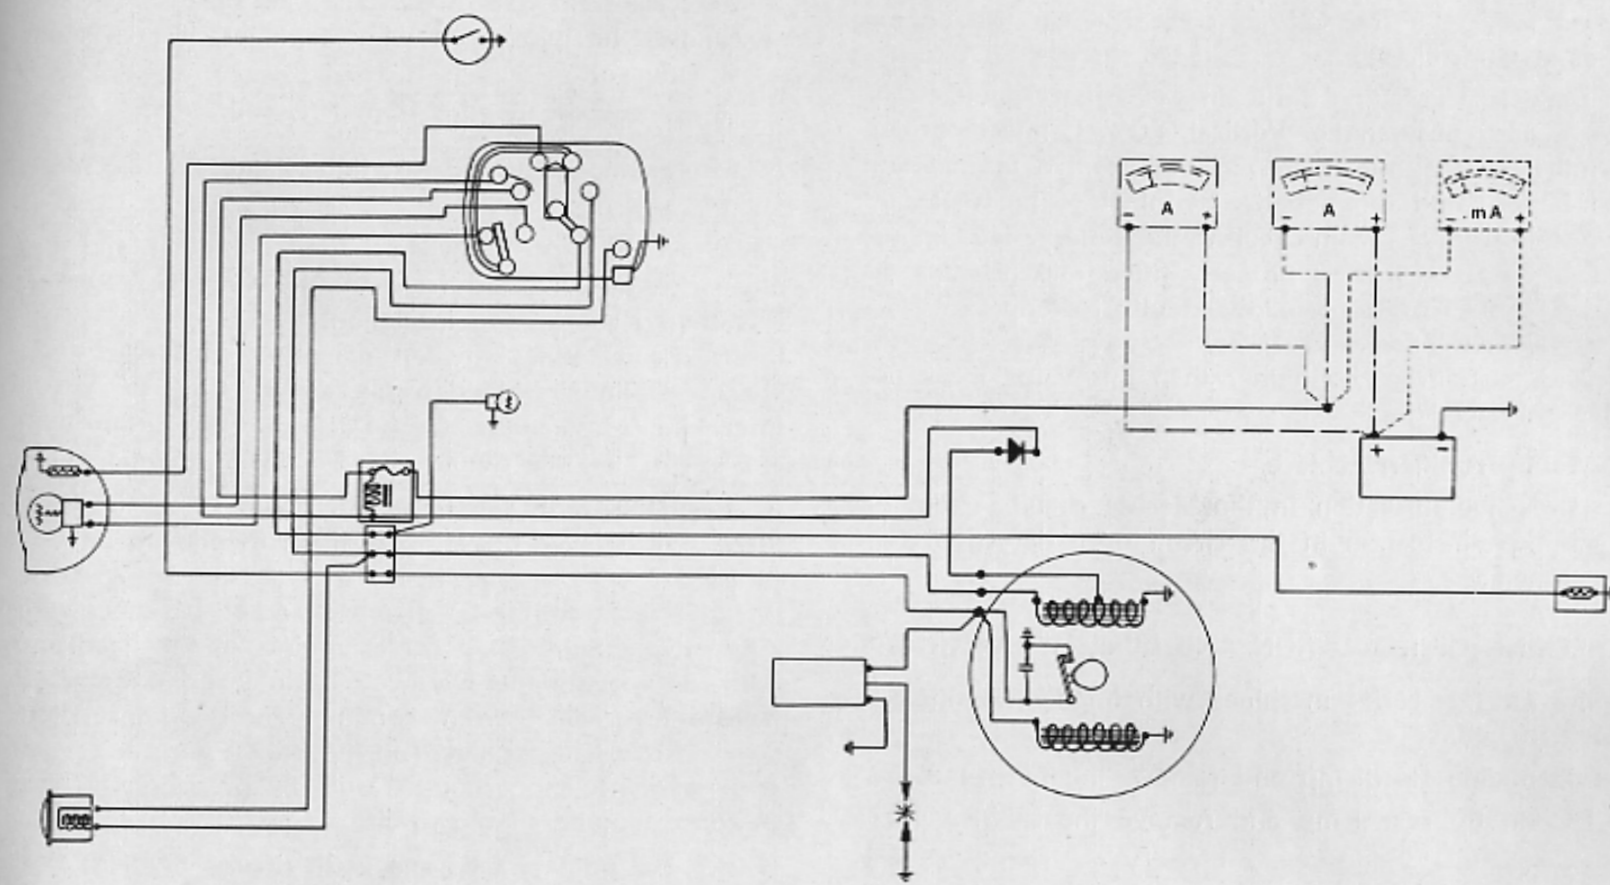 A A mA
- + - + - +
+ -